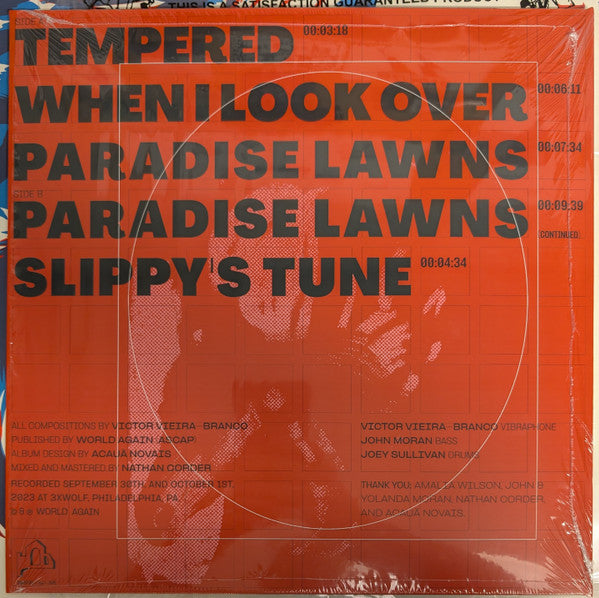 THIS IS A SATISFACTION GUARANTEED PRODUCT
SIDE A
TEMPERED 00:03:18
WHEN I LOOK OVER 00:06:11
PARADISE LAWNS 00:07:34
SIDE B
PARADISE LAWNS 00:09:39
(CONTINUED)
SLIPPY'S TUNE 00:04:34
ALL COMPOSITIONS BY VICTOR VIEIRA-BRANCO
PUBLISHED BY WORLD AGAIN (ASCAP)
ALBUM DESIGN BY ACAUA NOVAIS
MIXED AND MASTERED BY NATHAN CORDER
RECORDED SEPTEMBER 30TH, AND OCTOBER 1ST,
2023 AT 3XWOLF, PHILADELPHIA, PA.
℗ & © WORLD AGAIN
VICTOR VIEIRA-BRANCO VIBRAPHONE
JOHN MORAN BASS
JOEY SULLIVAN DRUMS
THANK YOU: AMALIA WILSON, JOHN &
YOLANDA MORAN, NATHAN CORDER,
AND ACAUA NOVAIS.